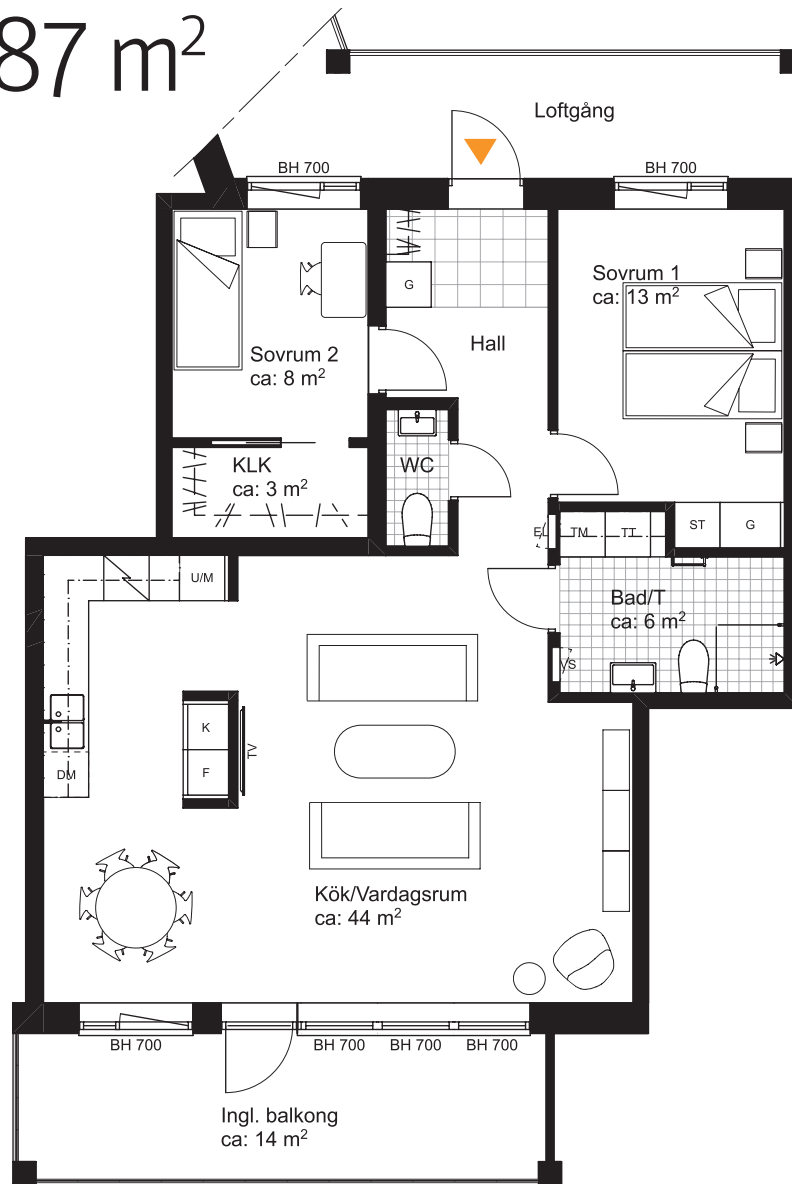 87 m²
Loftgång
BH 700
BH 700
Sovrum 1
ca: 13 m²
G
Hall
Sovrum 2
ca: 8 m²
KLK
ca: 3 m²
WC
EL
TM
TT
ST
G
U/M
Bad/T
ca: 6 m²
VS
K
F
TV
DM
Kök/Vardagsrum
ca: 44 m²
BH 700
BH 700
BH 700
BH 700
Ingl. balkong
ca: 14 m²